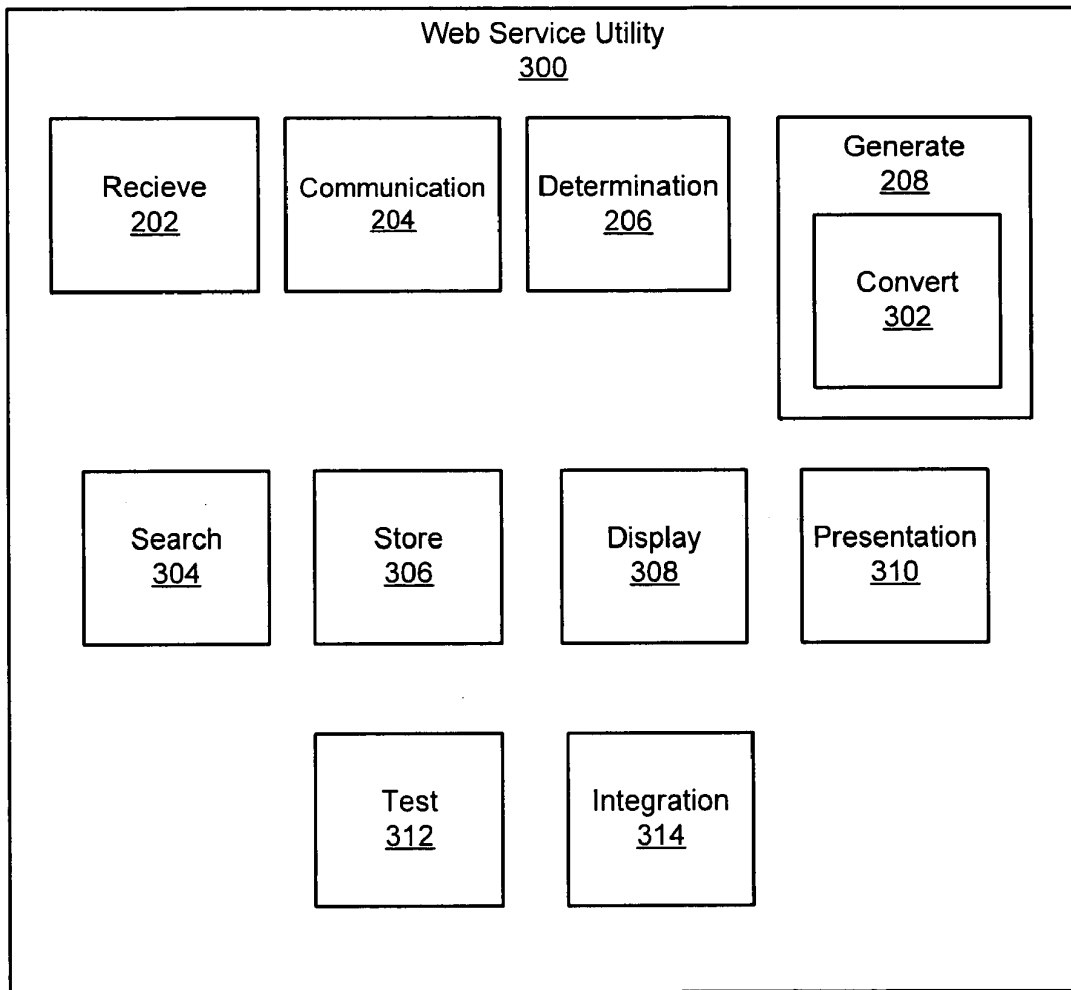 Web Service Utility
300
Recieve
202
Communication
204
Determination
206
Generate
208
Convert
302
Search
304
Store
306
Display
308
Presentation
310
Test
312
Integration
314